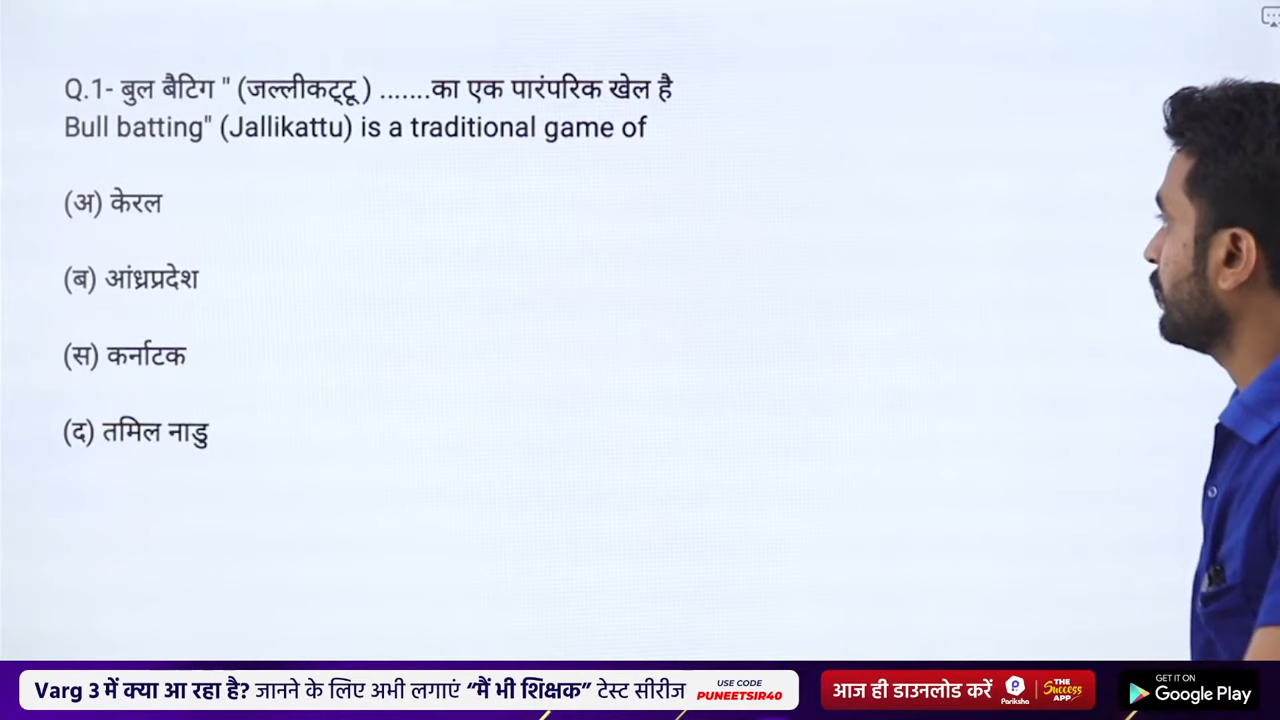 Q.1- बुल बैटिग " (जल्लीकट्टू ) .......का एक पारंपरिक खेल है
Bull batting" (Jallikattu) is a traditional game of
(अ) केरल
(ब) आंध्रप्रदेश
(स) कर्नाटक
(द) तमिल नाडु
Varg 3 में क्या आ रहा है? जानने के लिए अभी लगाएं “मैं भी शिक्षक” टेस्ट सीरीज
USE CODE
PUNEETSIR40
आज ही डाउनलोड करें
Pariksha
THE
Success
APP
GET IT ON
Google Play